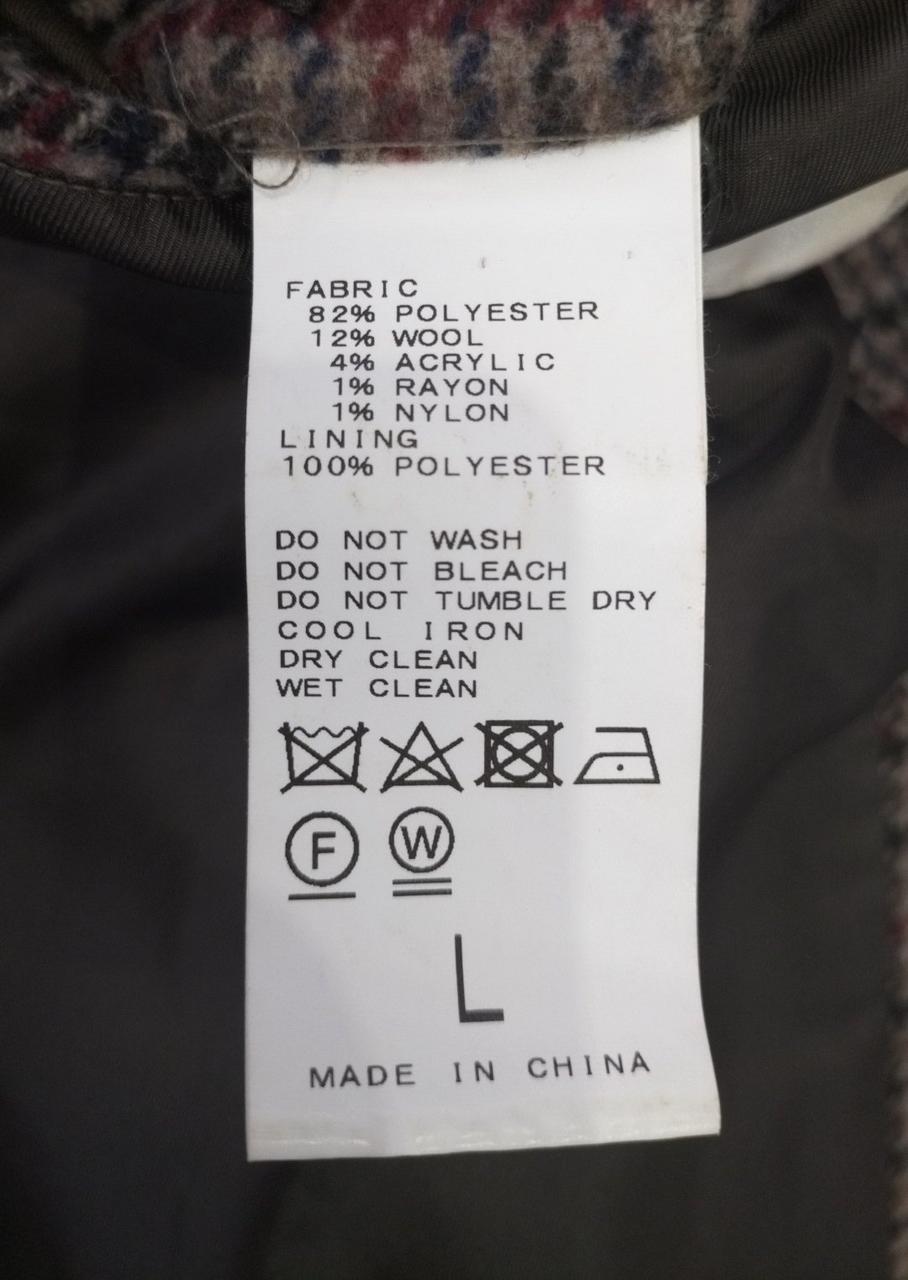 FABRIC
82% POLYESTER
12% WOOL
4% ACRYLIC
1% RAYON
1% NYLON
LINING
100% POLYESTER
DO NOT WASH
DO NOT BLEACH
DO NOT TUMBLE DRY
COOL IRON
DRY CLEAN
WET CLEAN
F W
L
MADE IN CHINA